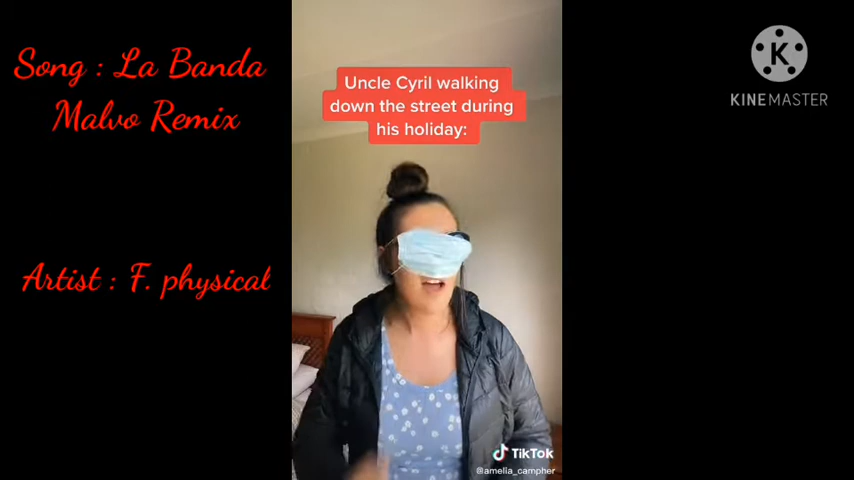 Song : La Banda
Malvo Remix
Artist : F. physical
Uncle Cyril walking
down the street during
his holiday:
KINEMASTER
TikTok
@amelia_campher